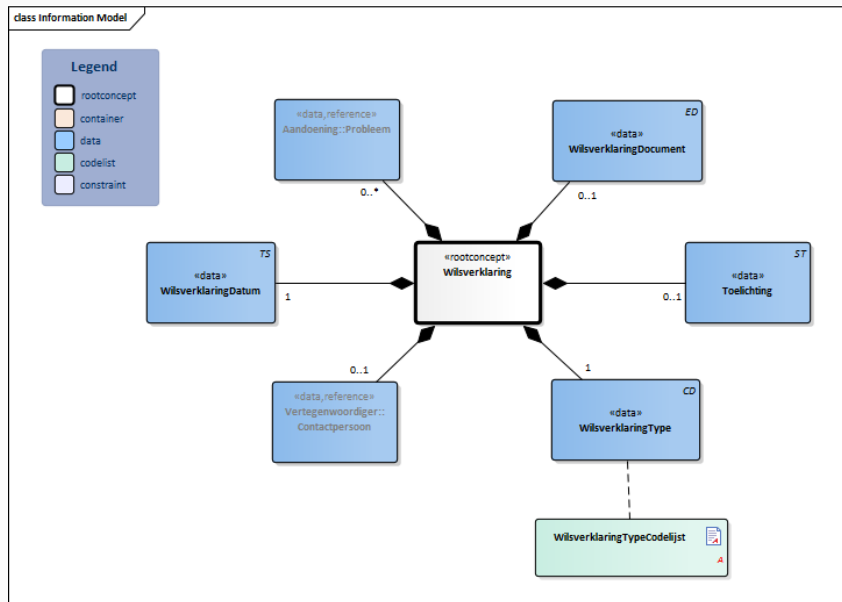 class Information Model
Legend
rootconcept
container
data
codelist
constraint
«data,reference»
Aandoening::Probleem
0..*
ED
«data»
WilsverklaringDocument
0..1
TS
«data»
WilsverklaringDatum
1
«rootconcept»
Wilsverklaring
ST
«data»
Toelichting
0..1
0..1
«data,reference»
Vertegenwoordiger::
Contactpersoon
1
CD
«data»
WilsverklaringType
WilsverklaringTypeCodelijst
A